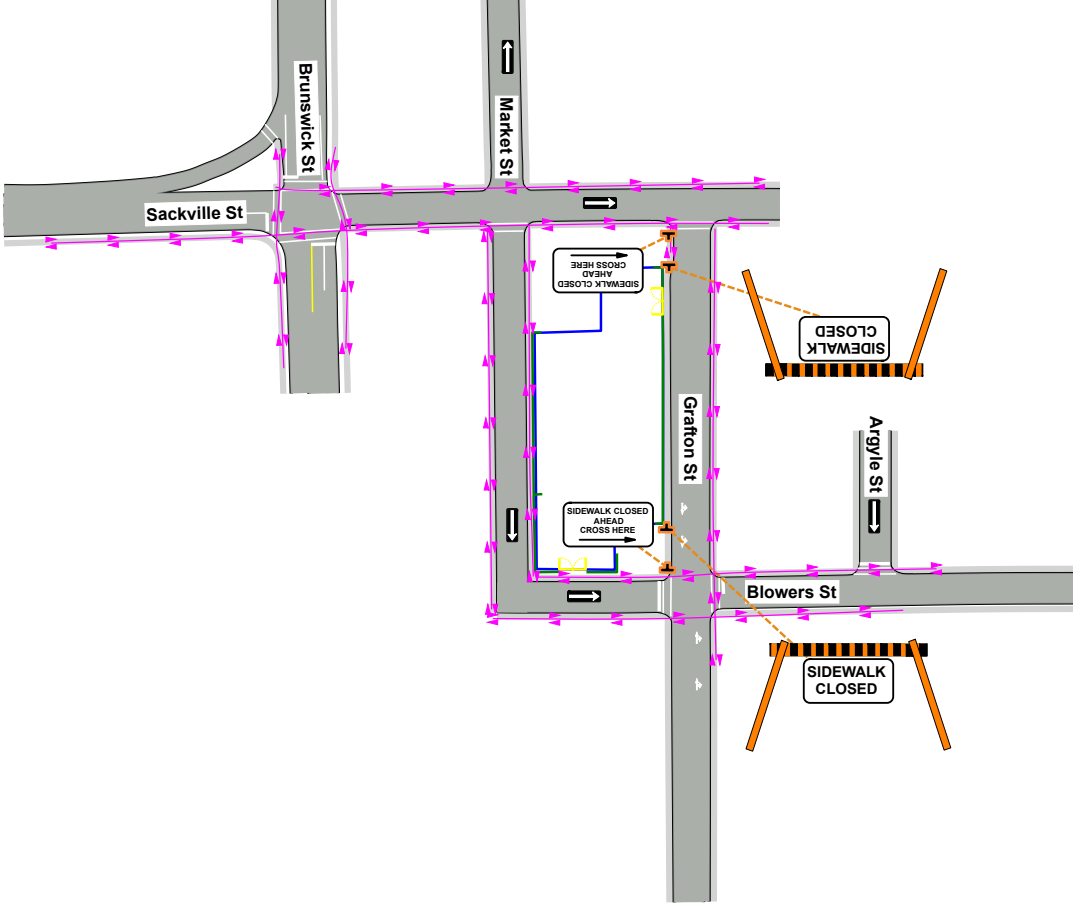 Brunswick St
Market St
Sackville St
SIDEWALK CLOSED
AHEAD
CROSS HERE
SIDEWALK
CLOSED
Grafton St
Argyle St
SIDEWALK CLOSED
AHEAD
CROSS HERE
Blowers St
SIDEWALK
CLOSED